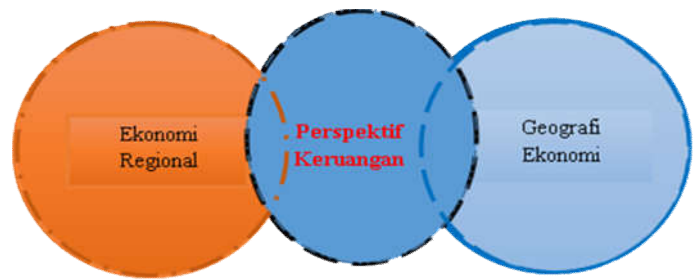 Ekonomi
Regional
Perspektif
Keruangan
Geografi
Ekonomi